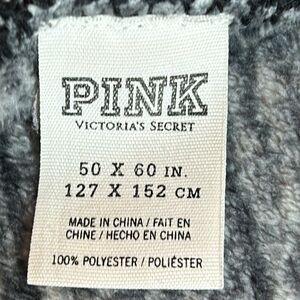 PINK
VICTORIA'S SECRET
50 X 60 IN.
127 X 152 CM
MADE IN CHINA / FAIT EN
CHINE / HECHO EN CHINA
100% POLYESTER / POLIÉSTER